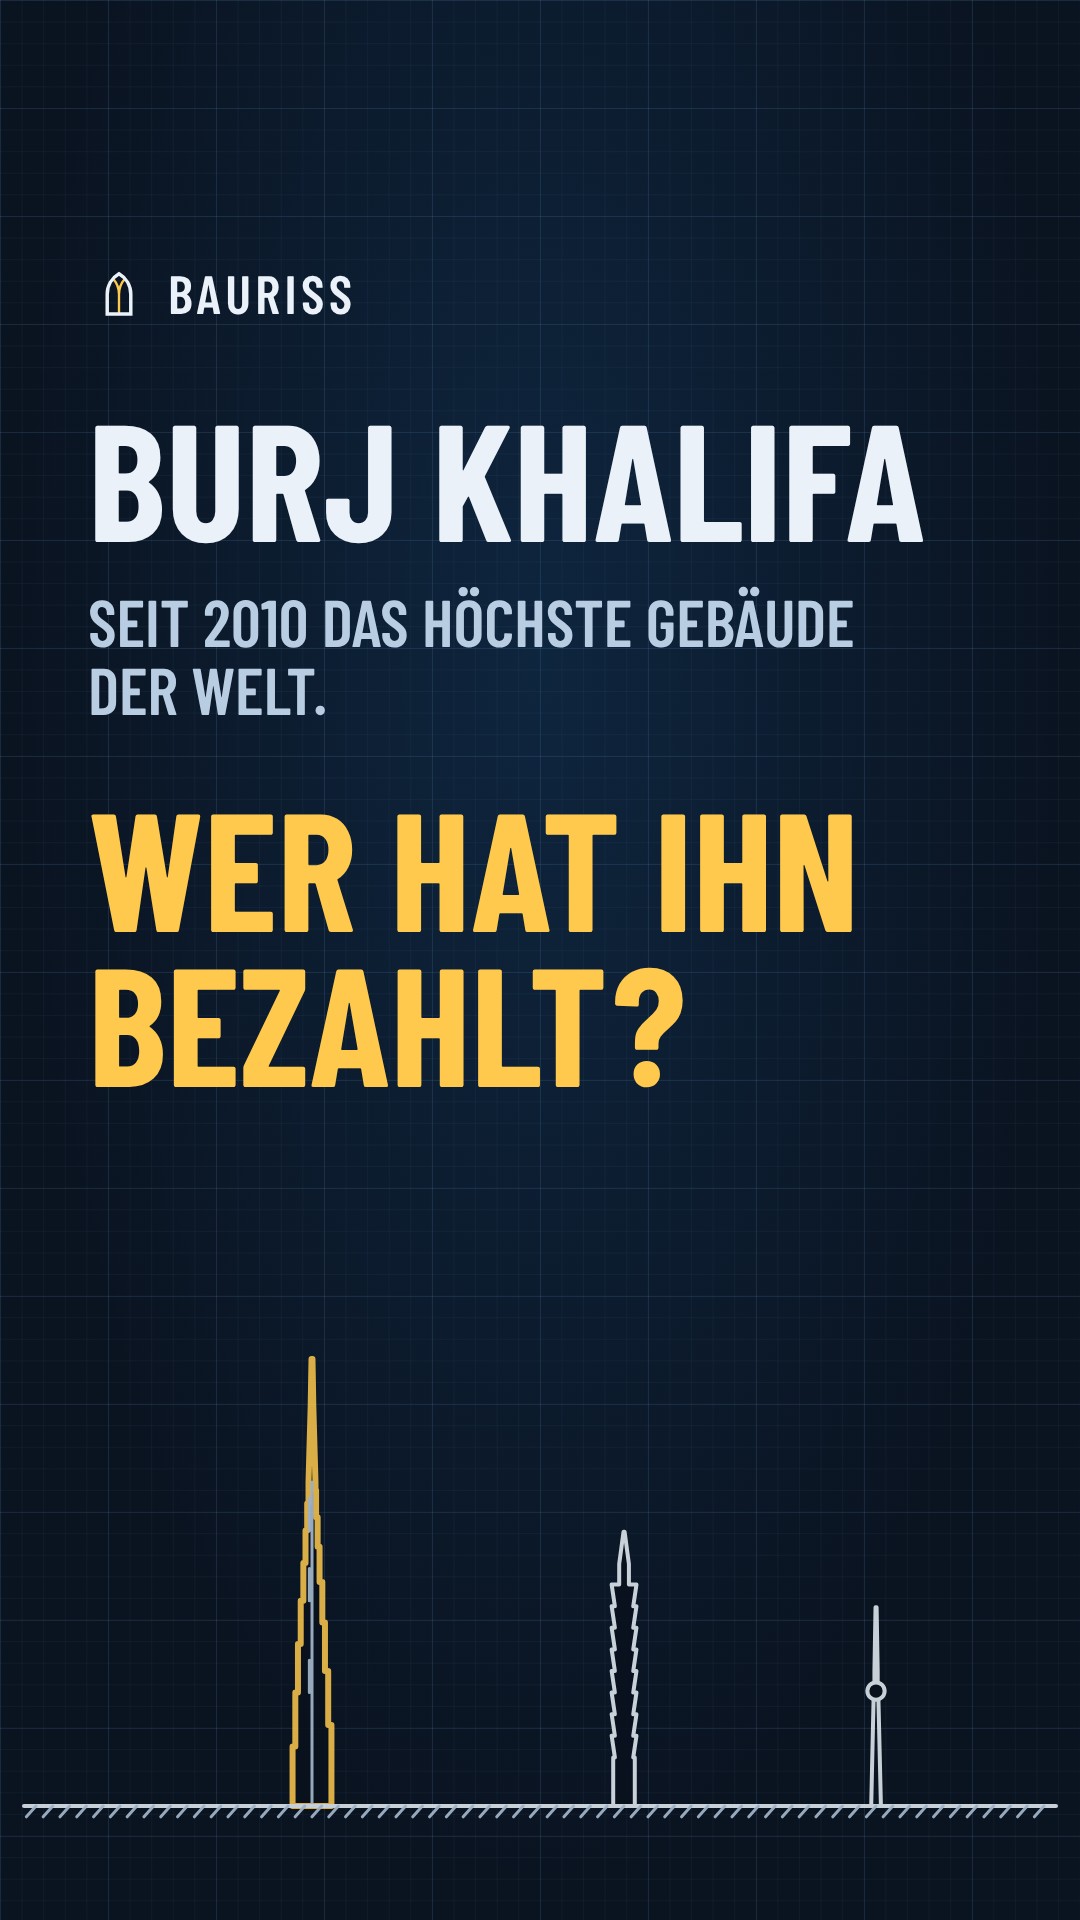 BAURISS
BURJ KHALIFA
SEIT 2010 DAS HÖCHSTE GEBÄUDE
DER WELT.
WER HAT IHN
BEZAHLT?